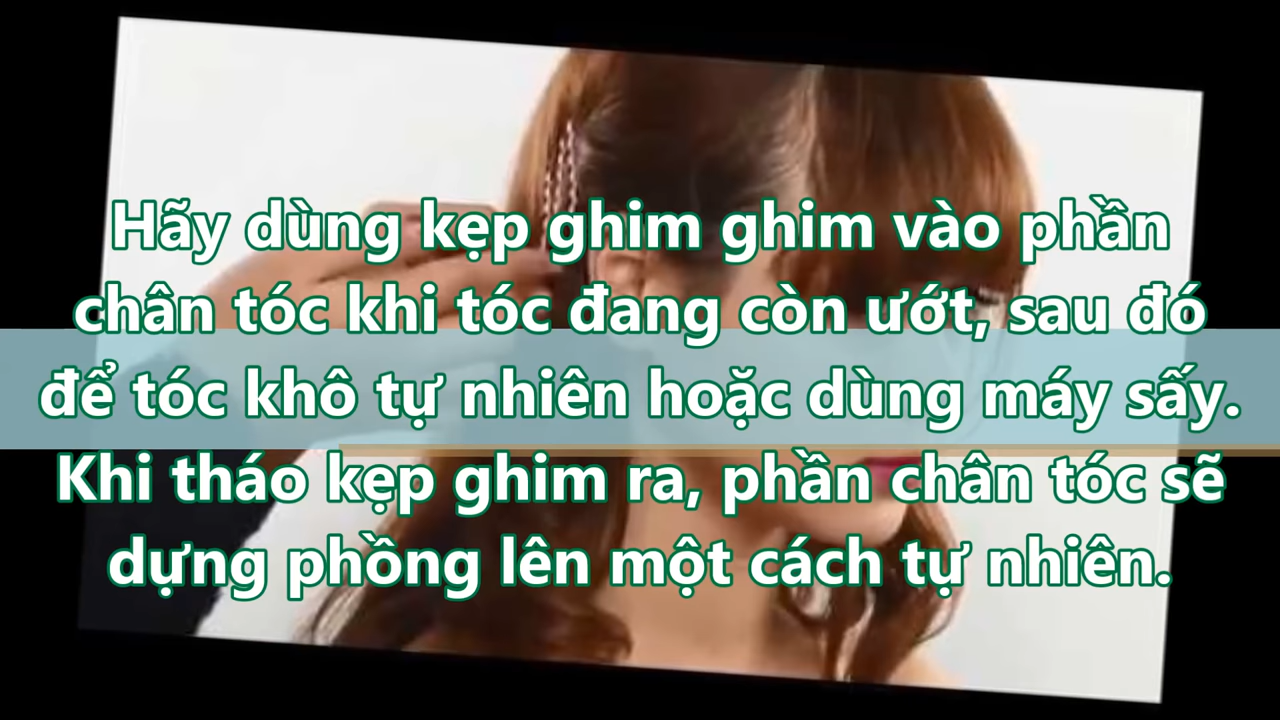 Hãy dùng kẹp ghim ghim vào phần
chân tóc khi tóc đang còn ướt, sau đó
để tóc khô tự nhiên hoặc dùng máy sấy.
Khi tháo kẹp ghim ra, phần chân tóc sẽ
dựng phồng lên một cách tự nhiên.